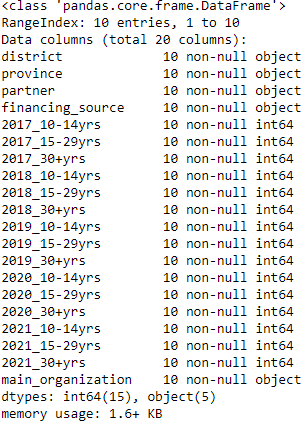 <class 'pandas.core.frame.DataFrame'>
RangeIndex: 10 entries, 1 to 10
Data columns (total 20 columns):
district            10 non-null object
province            10 non-null object
partner             10 non-null object
financing_source    10 non-null object
2017_10-14yrs       10 non-null int64
2017_15-29yrs       10 non-null int64
2017_30+yrs         10 non-null int64
2018_10-14yrs       10 non-null int64
2018_15-29yrs       10 non-null int64
2018_30+yrs         10 non-null int64
2019_10-14yrs       10 non-null int64
2019_15-29yrs       10 non-null int64
2019_30+yrs         10 non-null int64
2020_10-14yrs       10 non-null int64
2020_15-29yrs       10 non-null int64
2020_30+yrs         10 non-null int64
2021_10-14yrs       10 non-null int64
2021_15-29yrs       10 non-null int64
2021_30+yrs         10 non-null int64
main_organization   10 non-null object
dtypes: int64(15), object(5)
memory usage: 1.6+ KB